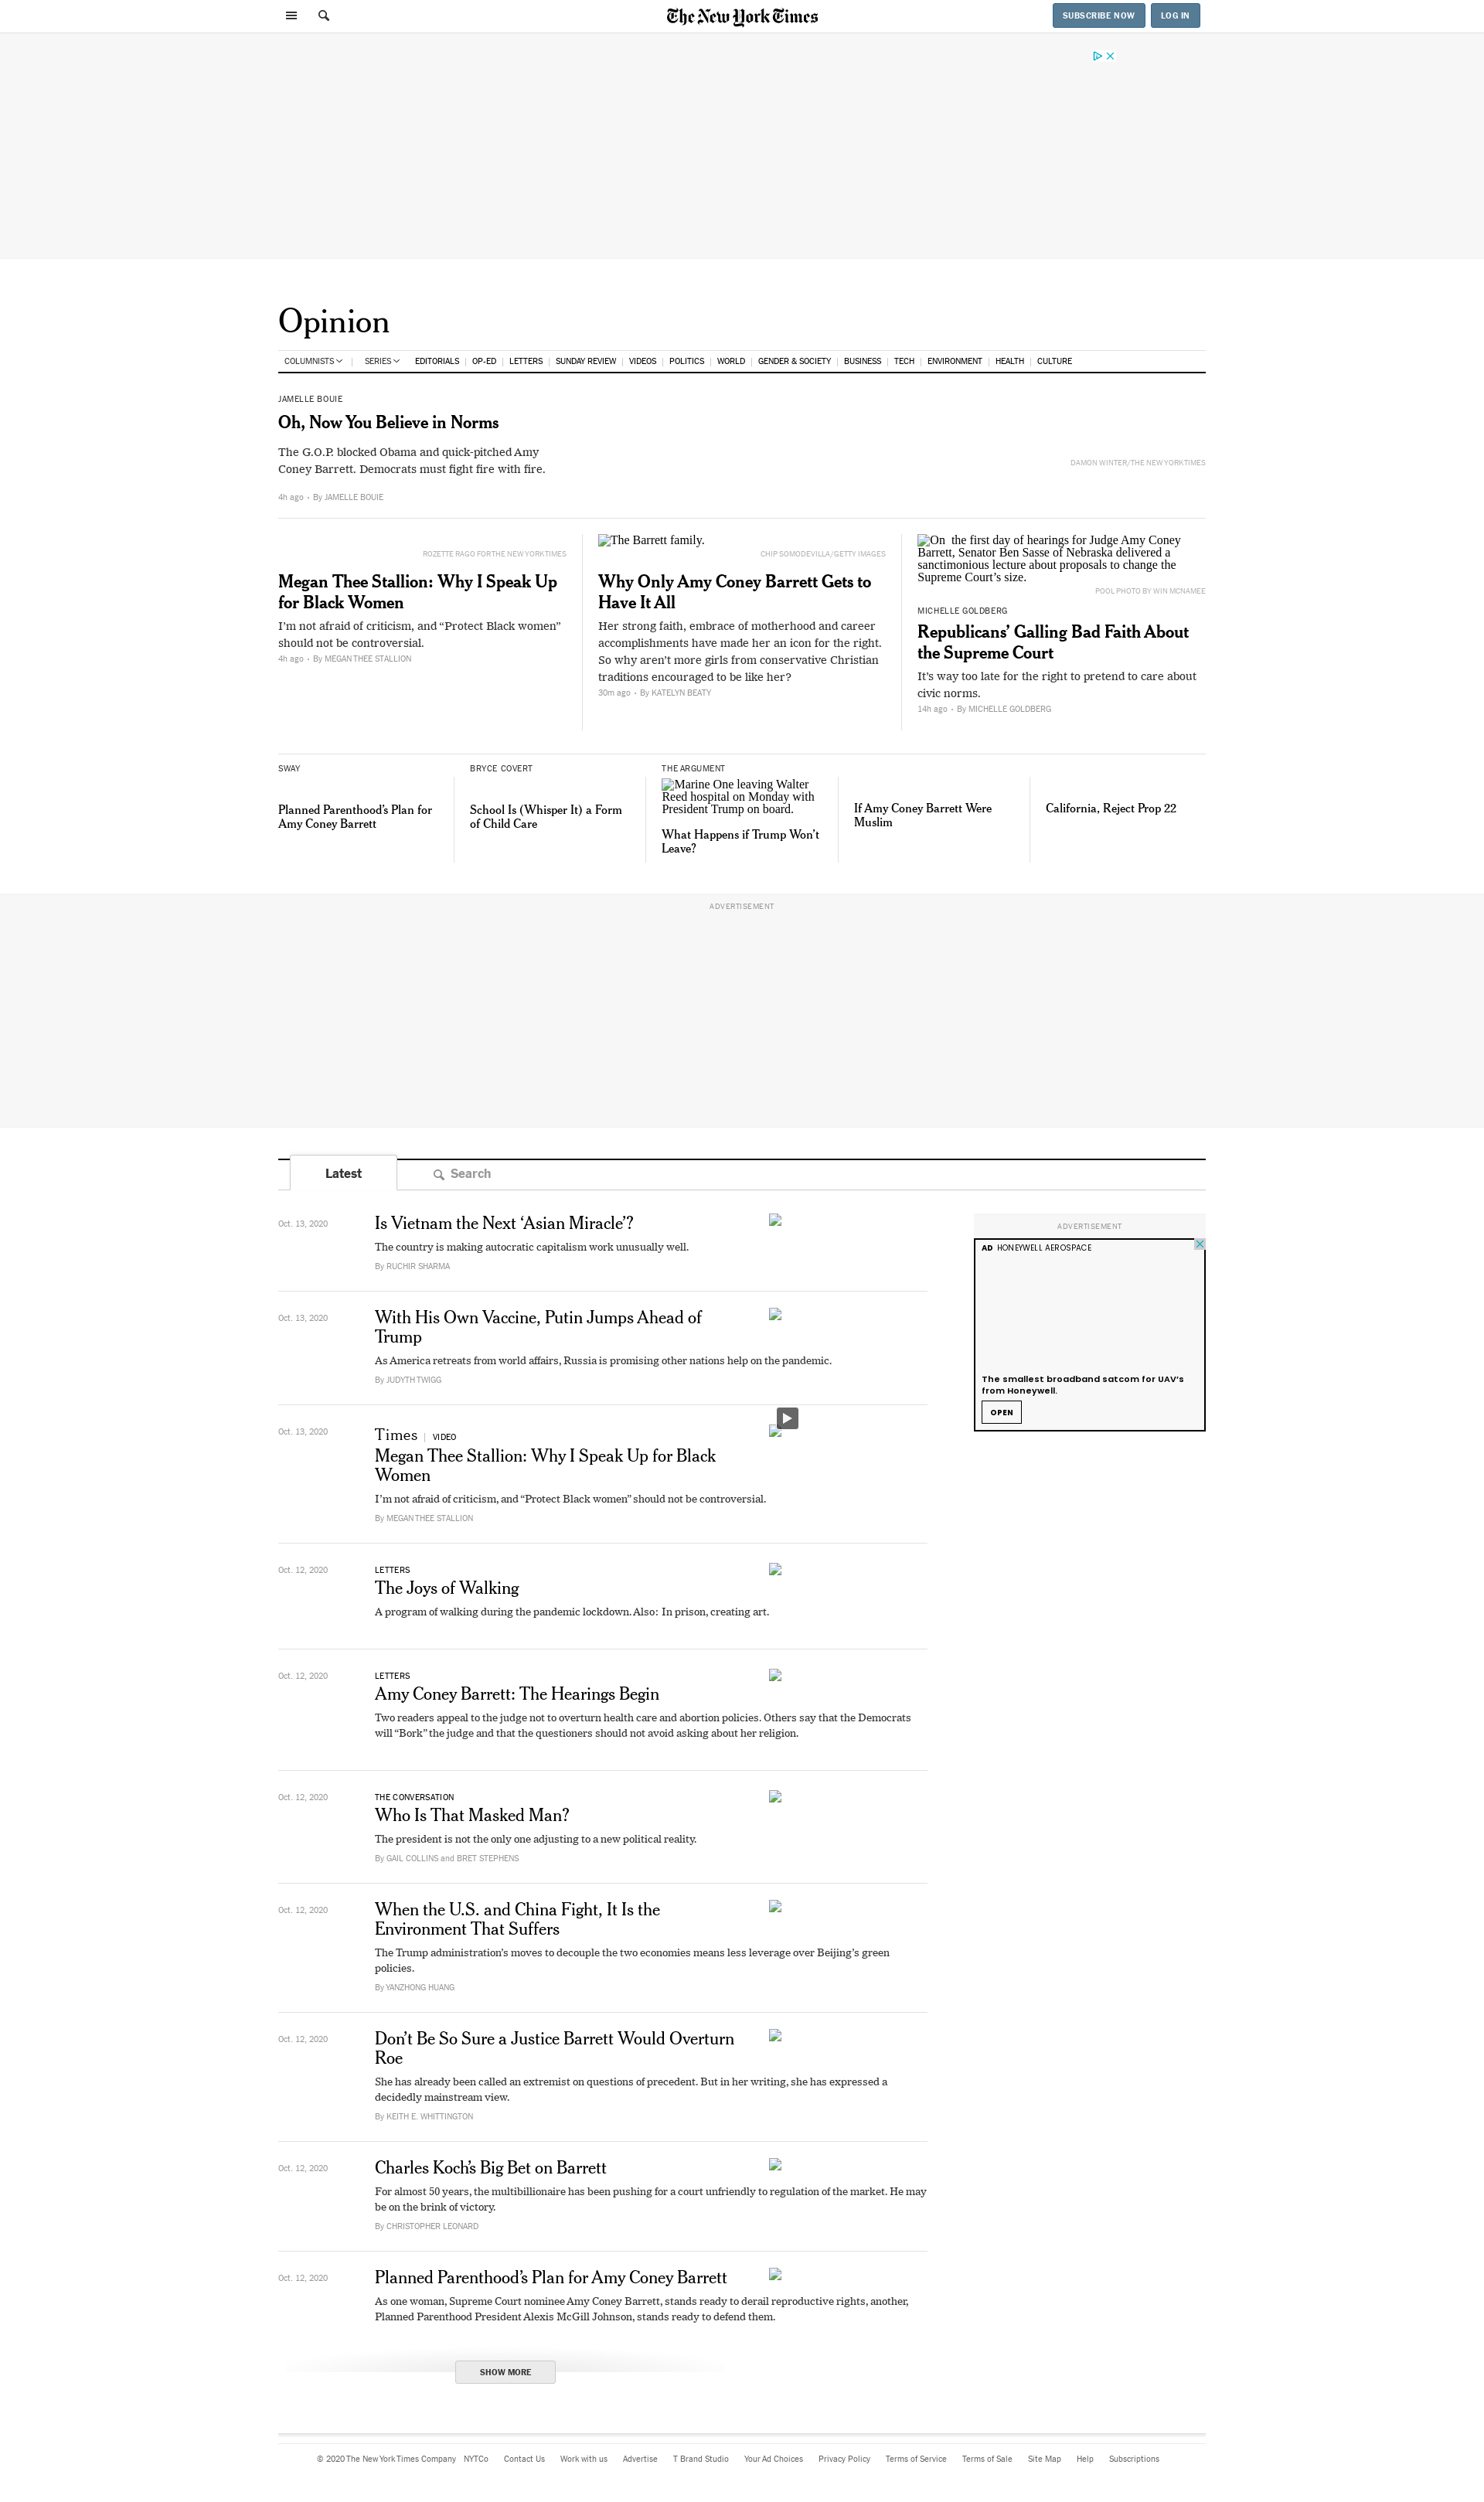 The New York Times
SUBSCRIBE NOW
LOG IN
Opinion
COLUMNISTS
SERIES
EDITORIALS
OP-ED
LETTERS
SUNDAY REVIEW
VIDEOS
POLITICS
WORLD
GENDER & SOCIETY
BUSINESS
TECH
ENVIRONMENT
HEALTH
CULTURE
JAMELLE BOUIE
Oh, Now You Believe in Norms
The G.O.P. blocked Obama and quick-pitched Amy
Coney Barrett. Democrats must fight fire with fire.
4h ago • By JAMELLE BOUIE
DAMON WINTER/THE NEW YORK TIMES
ROZETTE RAGO FOR THE NEW YORK TIMES
Megan Thee Stallion: Why I Speak Up
for Black Women
I’m not afraid of criticism, and “Protect Black women”
should not be controversial.
4h ago • By MEGAN THEE STALLION
The Barrett family.
CHIP SOMODEVILLA/GETTY IMAGES
Why Only Amy Coney Barrett Gets to
Have It All
Her strong faith, embrace of motherhood and career
accomplishments have made her an icon for the right.
So why aren’t more girls from conservative Christian
traditions encouraged to be like her?
30m ago • By KATELYN BEATY
On the first day of hearings for Judge Amy Coney
Barrett, Senator Ben Sasse of Nebraska delivered a
sanctimonious lecture about proposals to change the
Supreme Court’s size.
POOL PHOTO BY WIN MCNAMEE
MICHELLE GOLDBERG
Republicans’ Galling Bad Faith About
the Supreme Court
It’s way too late for the right to pretend to care about
civic norms.
14h ago • By MICHELLE GOLDBERG
SWAY
Planned Parenthood’s Plan for
Amy Coney Barrett
BRYCE COVERT
School Is (Whisper It) a Form
of Child Care
THE ARGUMENT
Marine One leaving Walter
Reed hospital on Monday with
President Trump on board.
What Happens if Trump Won’t
Leave?
If Amy Coney Barrett Were
Muslim
California, Reject Prop 22
ADVERTISEMENT
Latest
Search
Oct. 13, 2020
Is Vietnam the Next ‘Asian Miracle’?
The country is making autocratic capitalism work unusually well.
By RUCHIR SHARMA
Oct. 13, 2020
With His Own Vaccine, Putin Jumps Ahead of
Trump
As America retreats from world affairs, Russia is promising other nations help on the pandemic.
By JUDYTH TWIGG
Oct. 13, 2020
Times | VIDEO
Megan Thee Stallion: Why I Speak Up for Black
Women
I’m not afraid of criticism, and “Protect Black women” should not be controversial.
By MEGAN THEE STALLION
Oct. 12, 2020
LETTERS
The Joys of Walking
A program of walking during the pandemic lockdown. Also: In prison, creating art.
Oct. 12, 2020
LETTERS
Amy Coney Barrett: The Hearings Begin
Two readers appeal to the judge not to overturn health care and abortion policies. Others say that the Democrats
will “Bork” the judge and that the questioners should not avoid asking about her religion.
Oct. 12, 2020
THE CONVERSATION
Who Is That Masked Man?
The president is not the only one adjusting to a new political reality.
By GAIL COLLINS and BRET STEPHENS
Oct. 12, 2020
When the U.S. and China Fight, It Is the
Environment That Suffers
The Trump administration’s moves to decouple the two economies means less leverage over Beijing’s green
policies.
By YANZHONG HUANG
Oct. 12, 2020
Don’t Be So Sure a Justice Barrett Would Overturn
Roe
She has already been called an extremist on questions of precedent. But in her writing, she has expressed a
decidedly mainstream view.
By KEITH E. WHITTINGTON
Oct. 12, 2020
Charles Koch’s Big Bet on Barrett
For almost 50 years, the multibillionaire has been pushing for a court unfriendly to regulation of the market. He may
be on the brink of victory.
By CHRISTOPHER LEONARD
Oct. 12, 2020
Planned Parenthood’s Plan for Amy Coney Barrett
As one woman, Supreme Court nominee Amy Coney Barrett, stands ready to derail reproductive rights, another,
Planned Parenthood President Alexis McGill Johnson, stands ready to defend them.
SHOW MORE
ADVERTISEMENT
AD HONEYWELL AEROSPACE
The smallest broadband satcom for UAV’s
from Honeywell.
OPEN
© 2020 The New York Times Company
NYTCo
Contact Us
Work with us
Advertise
T Brand Studio
Your Ad Choices
Privacy Policy
Terms of Service
Terms of Sale
Site Map
Help
Subscriptions